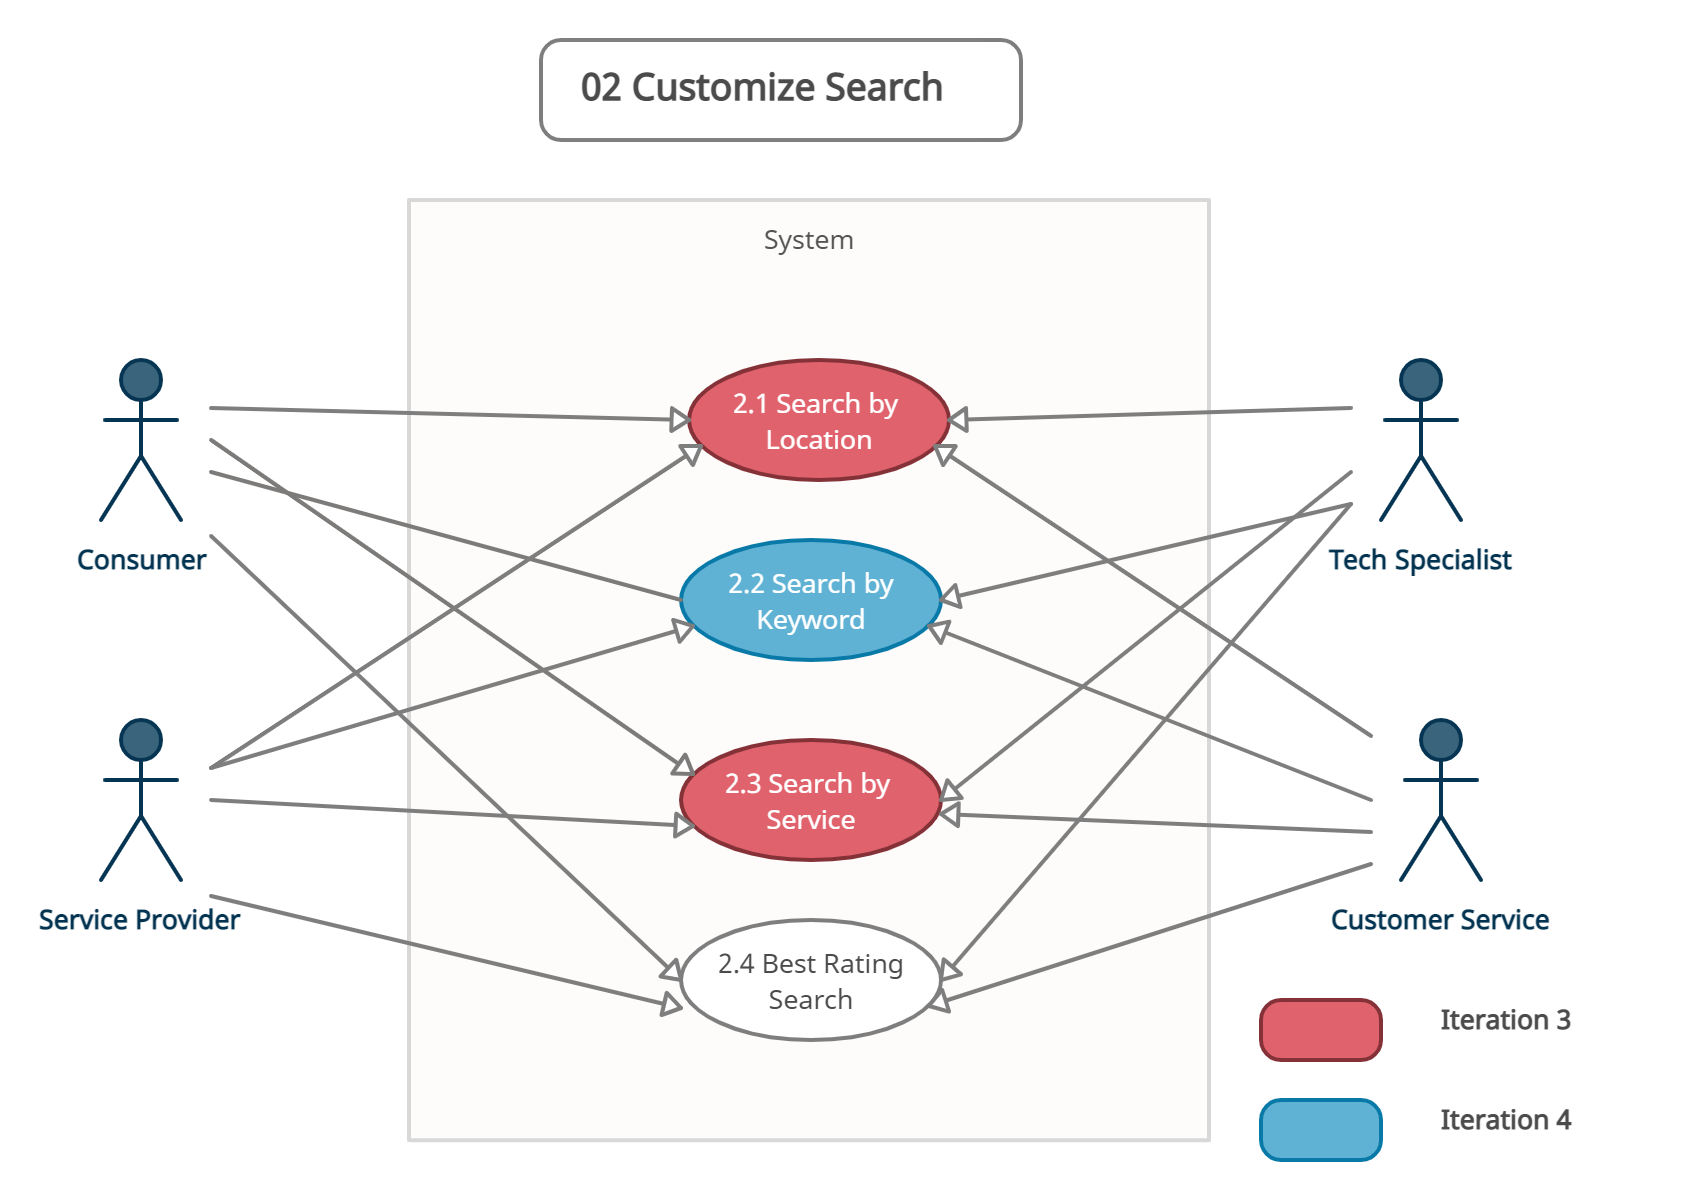 02 Customize Search
System
2.1 Search by
Location
2.2 Search by
Keyword
2.3 Search by
Service
2.4 Best Rating
Search
Consumer
Service Provider
Tech Specialist
Customer Service
Iteration 3
Iteration 4